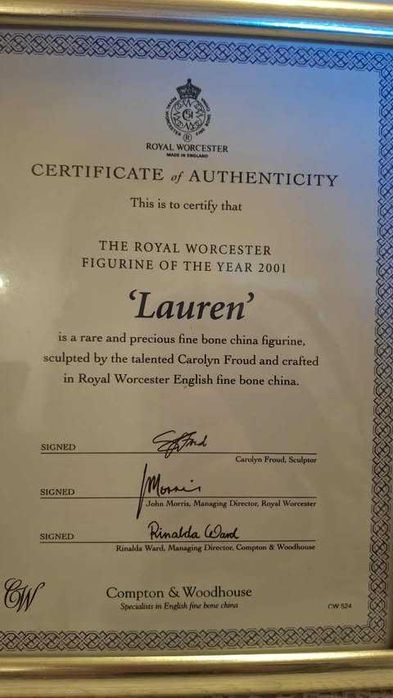 ROYAL WORCESTER
MADE IN ENGLAND
CERTIFICATE of AUTHENTICITY
This is to certify that
THE ROYAL WORCESTER
FIGURINE OF THE YEAR 2001
‘Lauren’
is a rare and precious fine bone china figurine,
sculpted by the talented Carolyn Froud and crafted
in Royal Worcester English fine bone china.
SIGNED
Carolyn Froud, Sculptor
SIGNED
Morris
John Morris, Managing Director, Royal Worcester
SIGNED
Rinalda Ward
Rinalda Ward, Managing Director, Compton & Woodhouse
CW
Compton & Woodhouse
Specialists in English fine bone china
CW 524